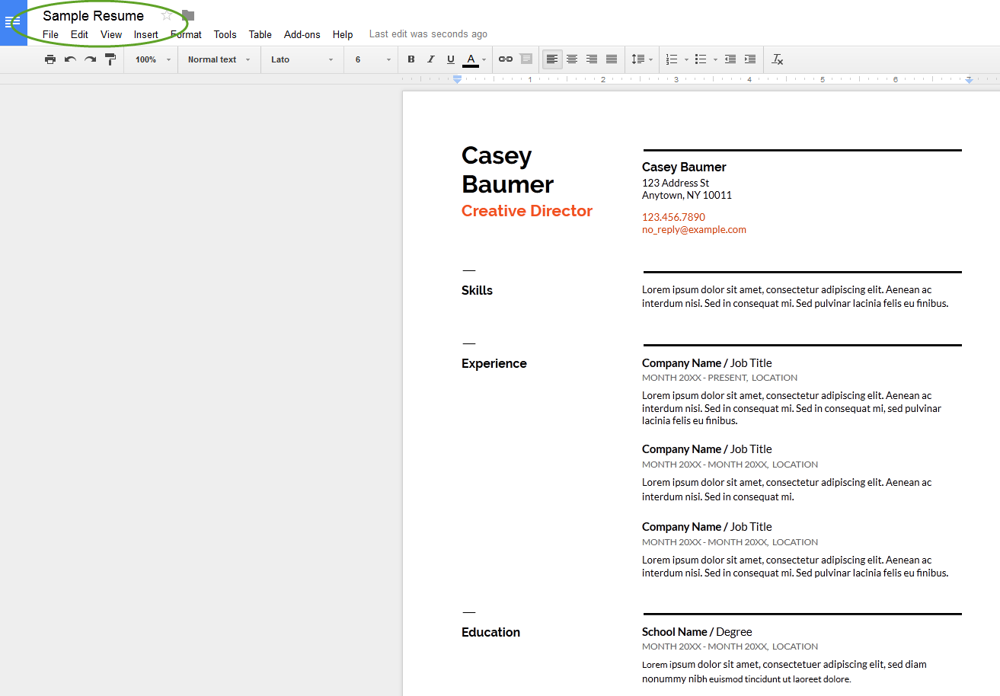 Sample Resume
File Edit View Insert Format Tools Table Add-ons Help Last edit was seconds ago
100% Normal text Lato 6 B I U A
1 2 3 4 5 6 7
Casey
Baumer
Creative Director
Casey Baumer
123 Address St
Anytown, NY 10011
123.456.7890
no_reply@example.com
Skills
Lorem ipsum dolor sit amet, consectetur adipiscing elit. Aenean ac
interdum nisi. Sed in consequat mi. Sed pulvinar lacinia felis eu finibus.
Experience
Company Name / Job Title
MONTH 20XX - PRESENT, LOCATION
Lorem ipsum dolor sit amet, consectetur adipiscing elit. Aenean ac
interdum nisi. Sed in consequat mi. Sed in consequat mi, sed pulvinar
lacinia felis eu finibus.
Company Name / Job Title
MONTH 20XX - MONTH 20XX, LOCATION
Lorem ipsum dolor sit amet, consectetur adipiscing elit. Aenean ac
interdum nisi. Sed in consequat mi.
Company Name / Job Title
MONTH 20XX - MONTH 20XX, LOCATION
Lorem ipsum dolor sit amet, consectetur adipiscing elit. Aenean ac
interdum nisi. Sed in consequat mi. Sed pulvinar lacinia felis eu finibus.
Education
School Name / Degree
MONTH 20XX - MONTH 20XX, LOCATION
Lorem ipsum dolor sit amet, consectetuer adipiscing elit, sed diam
nonummy nibh euismod tincidunt ut laoreet dolore.